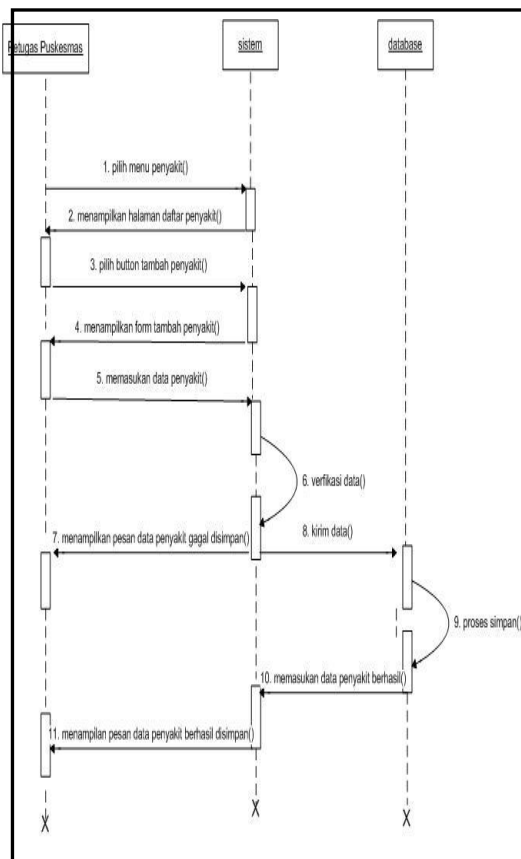 Petugas Puskesmas
sistem
database
1. pilih menu penyakit()
2. menampilkan halaman daftar penyakit()
3. pilih button tambah penyakit()
4. menampilkan form tambah penyakit()
5. memasukan data penyakit()
6. verfikasi data()
7. menampilkan pesan data penyakit gagal disimpan()
8. kirim data()
9. proses simpan()
10. memasukan data penyakit berhasil()
11. menampilan pesan data penyakit berhasil disimpan()